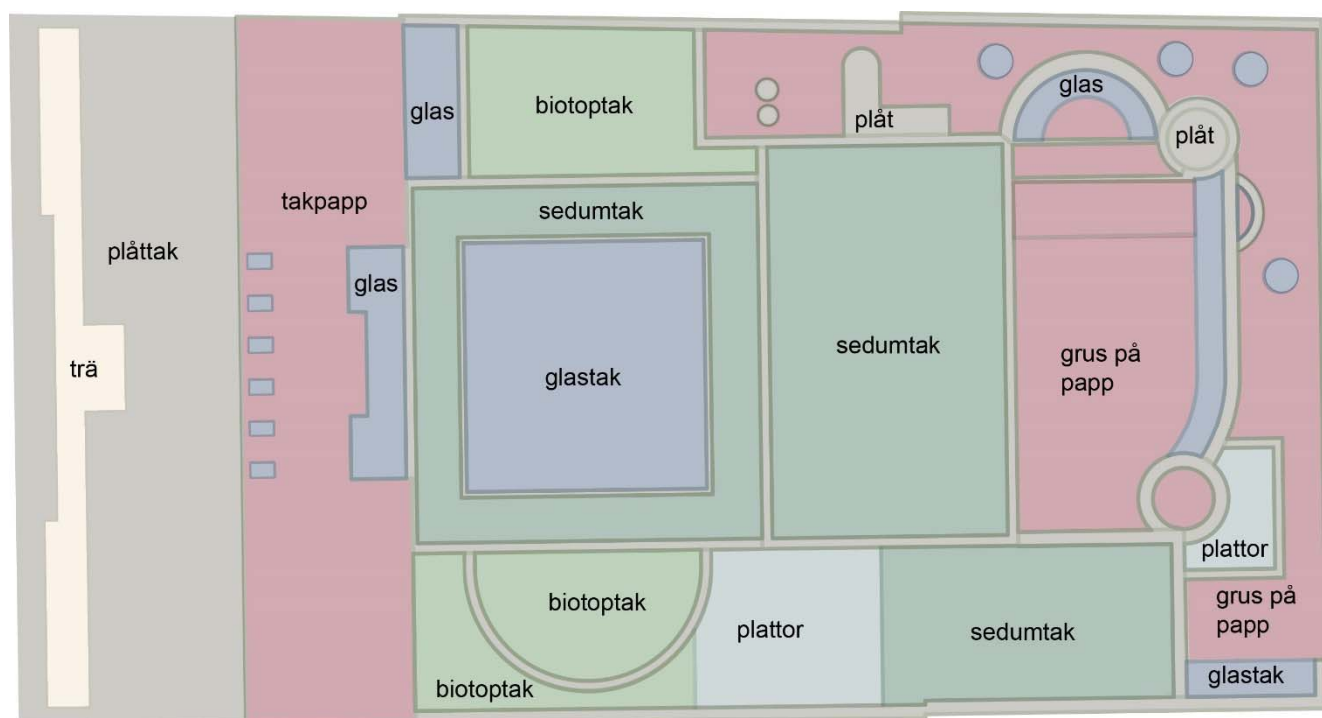 glas
biotoptak
plåt
glas
plåt
takpapp
sedumtak
plåttak
glas
trä
glastak
sedumtak
grus på
papp
plattor
biotoptak
plattor
sedumtak
grus på
papp
biotoptak
glastak